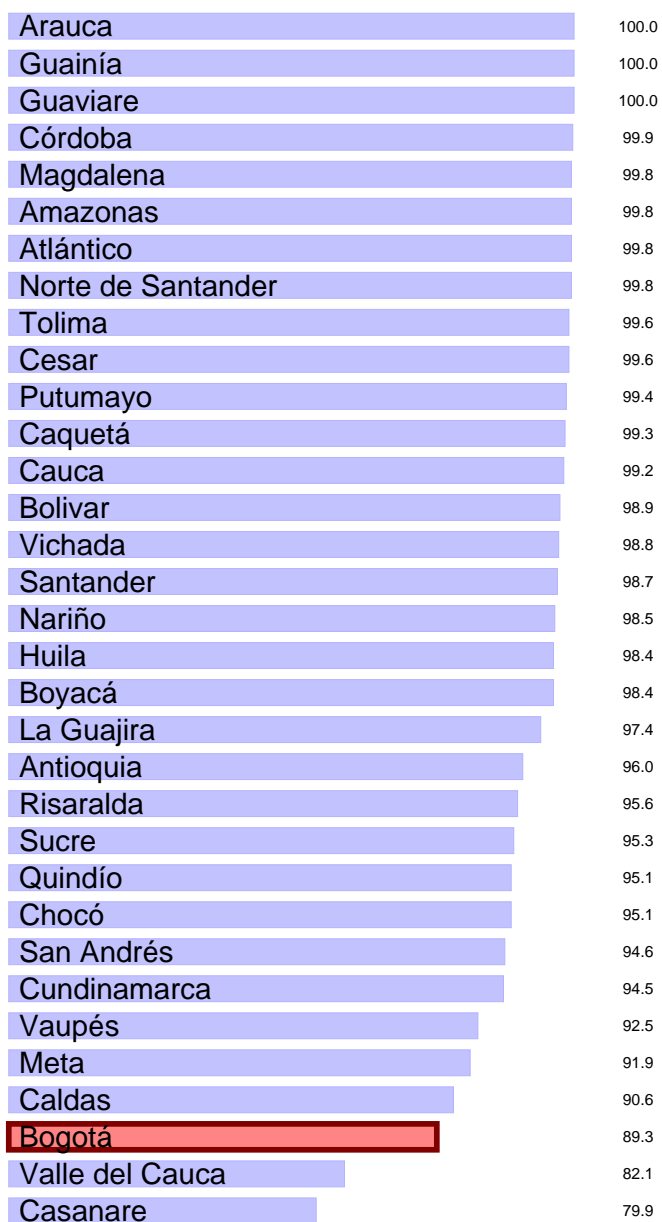 Arauca 100.0
Guainía 100.0
Guaviare 100.0
Córdoba 99.9
Magdalena 99.8
Amazonas 99.8
Atlántico 99.8
Norte de Santander 99.8
Tolima 99.6
Cesar 99.6
Putumayo 99.4
Caquetá 99.3
Cauca 99.2
Bolivar 98.9
Vichada 98.8
Santander 98.7
Nariño 98.5
Huila 98.4
Boyacá 98.4
La Guajira 97.4
Antioquia 96.0
Risaralda 95.6
Sucre 95.3
Quindío 95.1
Chocó 95.1
San Andrés 94.6
Cundinamarca 94.5
Vaupés 92.5
Meta 91.9
Caldas 90.6
Bogotá 89.3
Valle del Cauca 82.1
Casanare 79.9